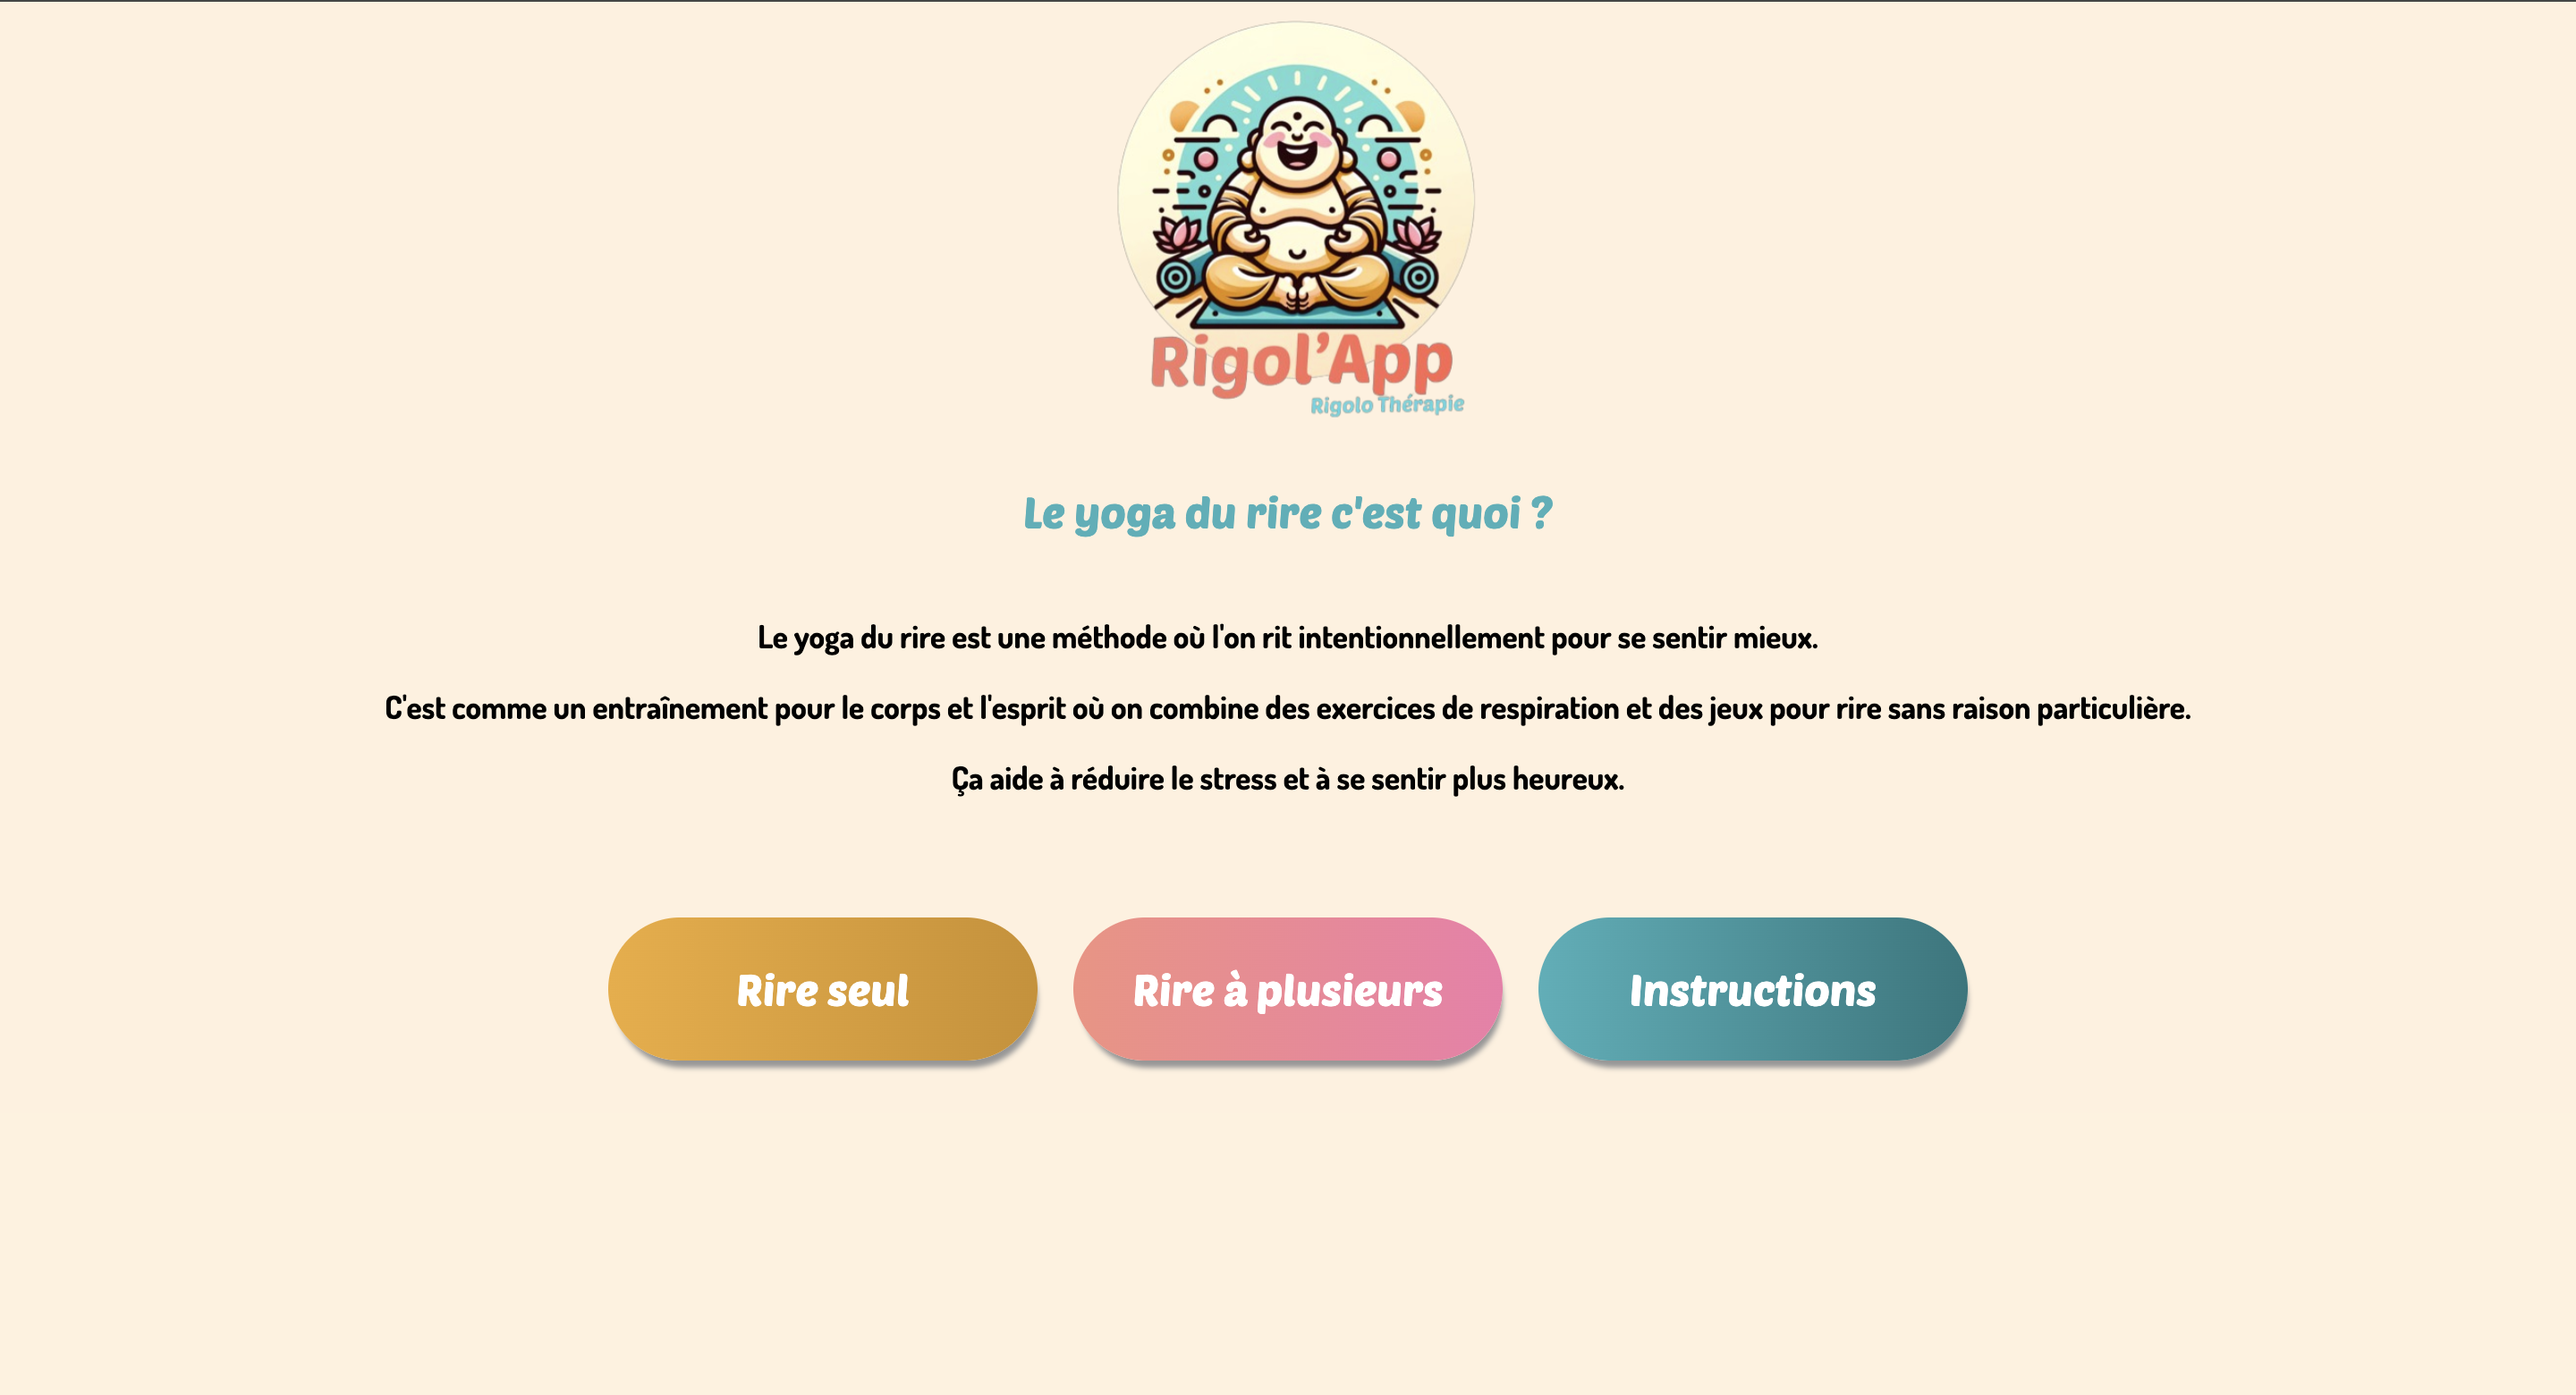 Rigol’App
Rigolo Thérapie
Le yoga du rire c'est quoi ?
Le yoga du rire est une méthode où l'on rit intentionnellement pour se sentir mieux.
C'est comme un entraînement pour le corps et l'esprit où on combine des exercices de respiration et des jeux pour rire sans raison particulière.
Ça aide à réduire le stress et à se sentir plus heureux.
Rire seul
Rire à plusieurs
Instructions